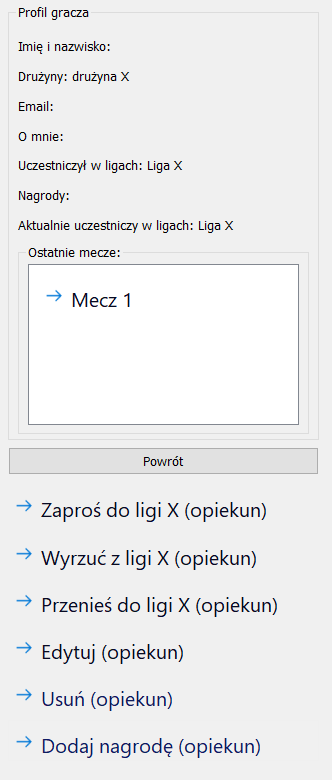 Profil gracza
Imię i nazwisko:
Drużyny: drużyna X
Email:
O mnie:
Uczestniczył w ligach: Liga X
Nagrody:
Aktualnie uczestniczy w ligach: Liga X
Ostatnie mecze:
Mecz 1
Powrót
Zaproś do ligi X (opiekun)
Wyrzuć z ligi X (opiekun)
Przenieś do ligi X (opiekun)
Edytuj (opiekun)
Usuń (opiekun)
Dodaj nagrodę (opiekun)